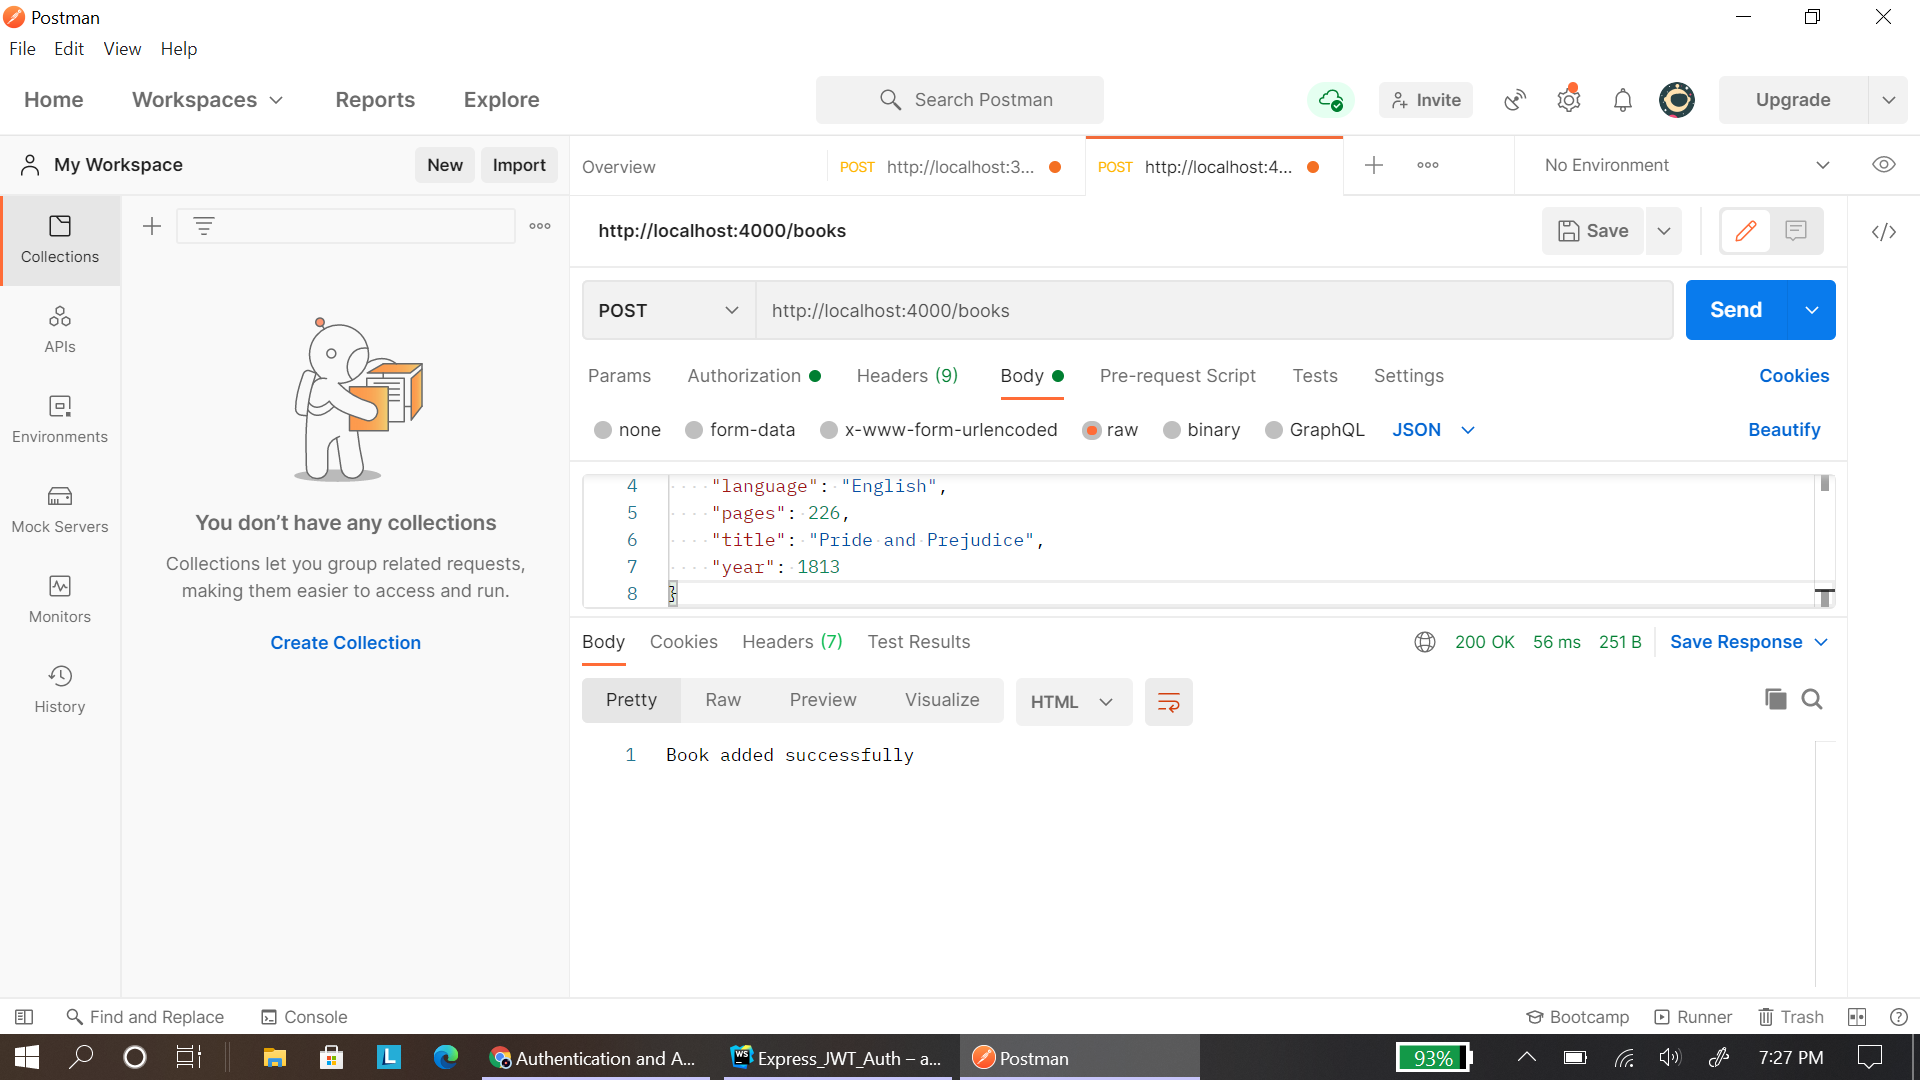 Postman
File Edit View Help
Home Workspaces Reports Explore Search Postman Invite Upgrade
My Workspace New Import Overview POST http://localhost:3... POST http://localhost:4... No Environment
Collections
http://localhost:4000/books Save
POST http://localhost:4000/books Send
APIs
Params Authorization Headers (9) Body Pre-request Script Tests Settings Cookies
Environments
none form-data x-www-form-urlencoded raw binary GraphQL JSON Beautify
4 "language": "English",
5 "pages": 226,
6 "title": "Pride and Prejudice",
7 "year": 1813
8 }
Mock Servers
You don’t have any collections
Collections let you group related requests,
making them easier to access and run.
Create Collection
Monitors
History
Body Cookies Headers (7) Test Results 200 OK 56 ms 251 B Save Response
Pretty Raw Preview Visualize HTML
1 Book added successfully
Find and Replace Console Bootcamp Runner Trash
L Authentication and A... WS Express_JWT_Auth – a... Postman 93% 7:27 PM